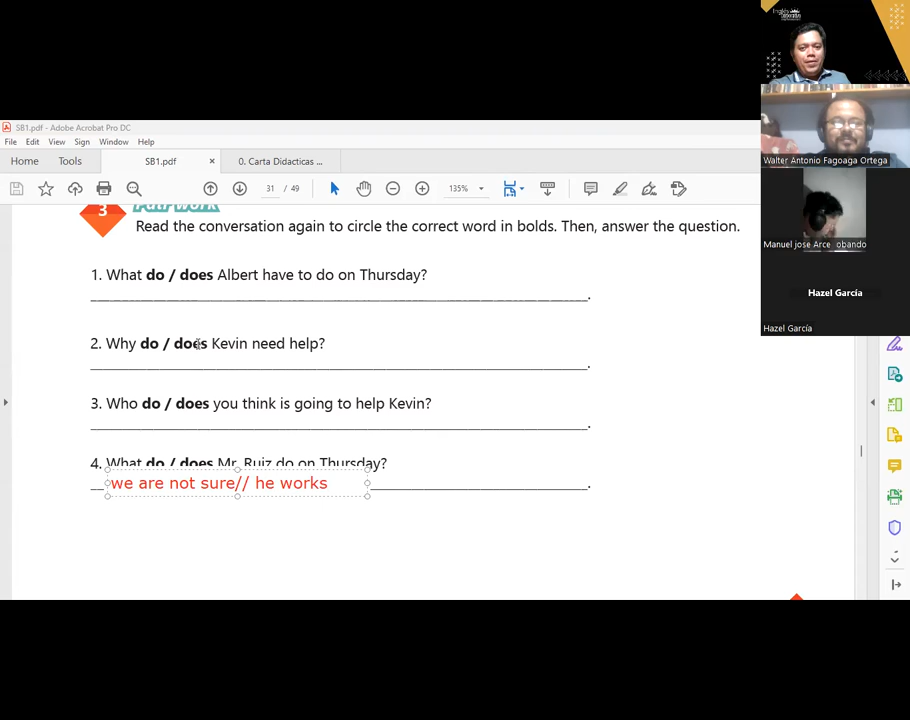 Inglés
SB1.pdf - Adobe Acrobat Pro DC
File Edit View Sign Window Help
Home Tools SB1.pdf × 0. Carta Didacticas ...
31 / 49 135%
3 Pair work
Read the conversation again to circle the correct word in bolds. Then, answer the question.
1. What do / does Albert have to do on Thursday?
2. Why do / does Kevin need help?
3. Who do / does you think is going to help Kevin?
4. What do / does Mr. Ruiz do on Thursday?
we are not sure// he works
Walter Antonio Fagoaga Ortega
Manuel jose Arce obando
Hazel García
Hazel García